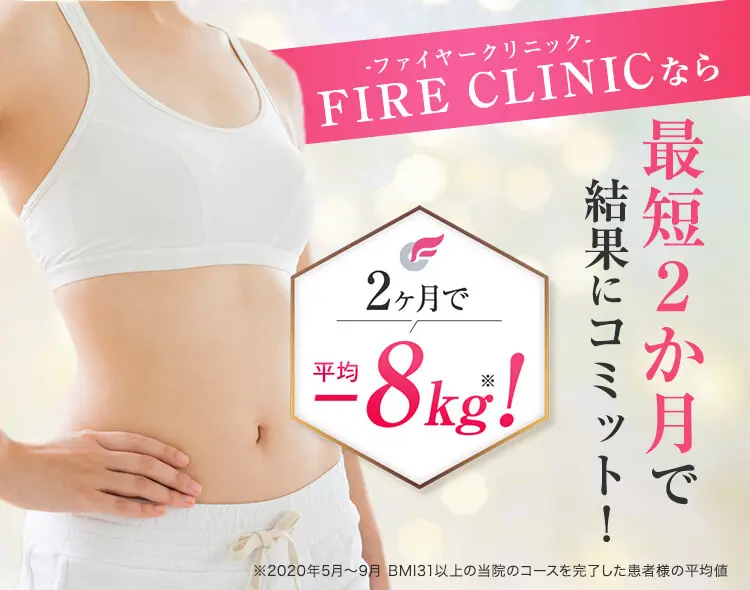 -ファイヤークリニック-
FIRE CLINICなら
最短2か月で
結果にコミット!
2ヶ月で
平均
−8kg※!
※2020年5月〜9月 BMI31以上の当院のコースを完了した患者様の平均値